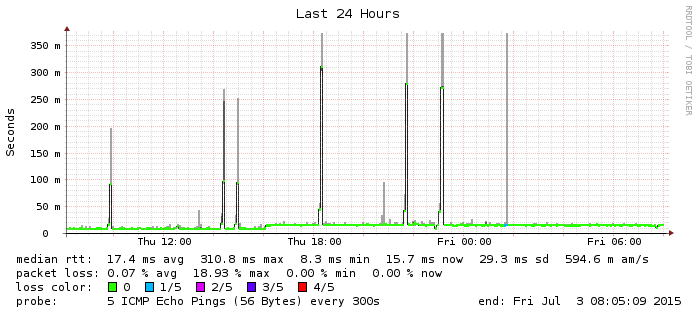 Last 24 Hours
RRDTOOL / TOBI OETIKER
Seconds
350 m
300 m
250 m
200 m
150 m
100 m
50 m
0
Thu 12:00 Thu 18:00 Fri 00:00 Fri 06:00
median rtt: 17.4 ms avg 310.8 ms max 8.3 ms min 15.7 ms now 29.3 ms sd 594.6 m am/s
packet loss: 0.07 % avg 18.93 % max 0.00 % min 0.00 % now
loss color: 0 1/5 2/5 3/5 4/5
probe: 5 ICMP Echo Pings (56 Bytes) every 300s end: Fri Jul 3 08:05:09 2015